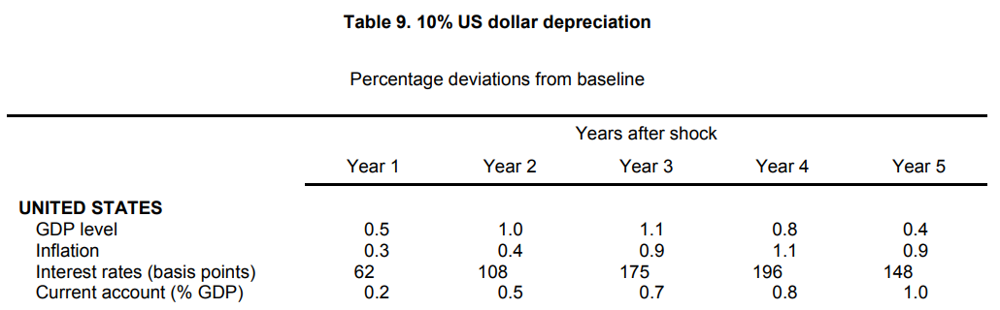 Table 9. 10% US dollar depreciation
Percentage deviations from baseline
Years after shock
Year 1 Year 2 Year 3 Year 4 Year 5
UNITED STATES
GDP level 0.5 1.0 1.1 0.8 0.4
Inflation 0.3 0.4 0.9 1.1 0.9
Interest rates (basis points) 62 108 175 196 148
Current account (% GDP) 0.2 0.5 0.7 0.8 1.0